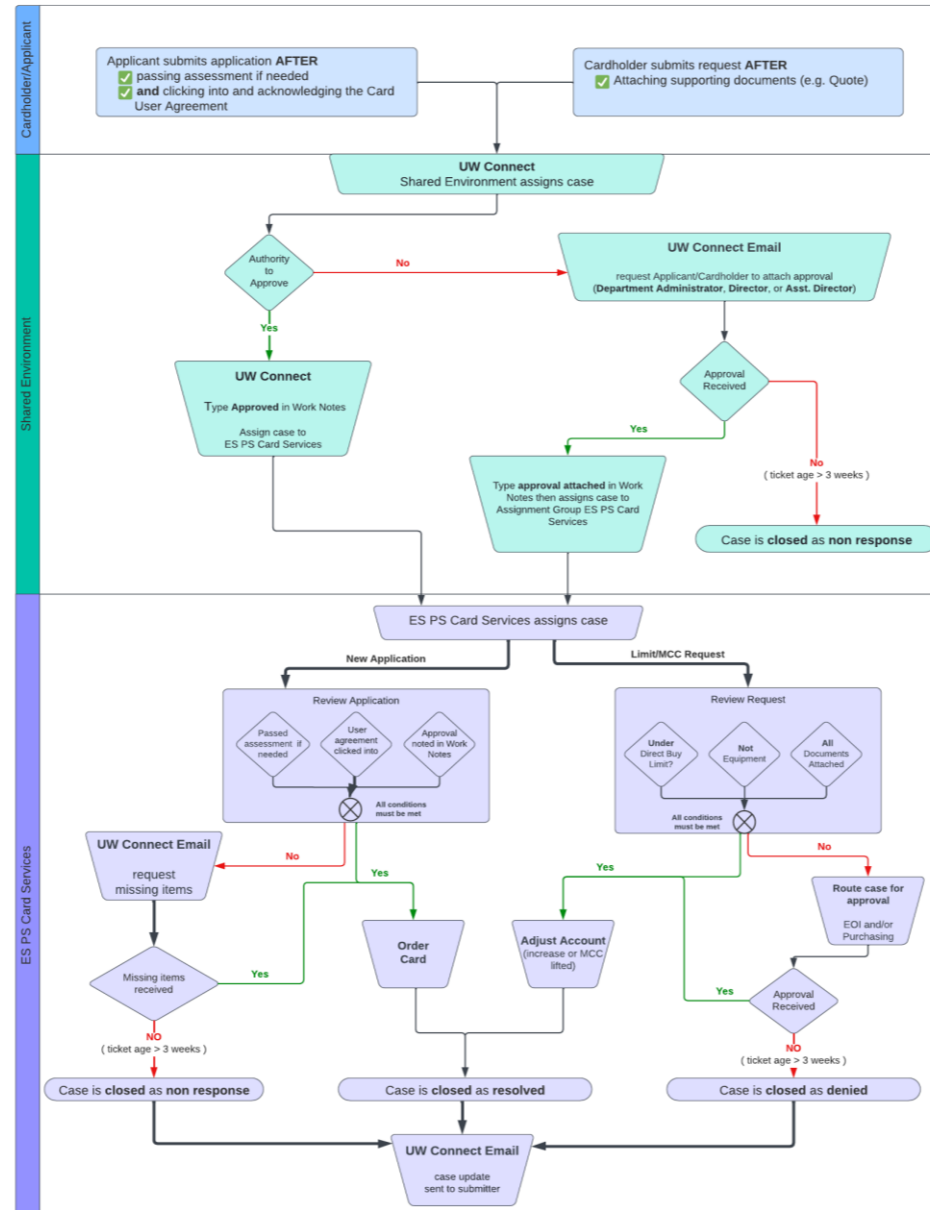 Cardholder/Applicant
Applicant submits application AFTER
✅ passing assessment if needed
✅ and clicking into and acknowledging the Card
User Agreement
Cardholder submits request AFTER
✅ Attaching supporting documents (e.g. Quote)
Shared Environment
UW Connect
Shared Environment assigns case
Authority
to
Approve
No
UW Connect Email
request Applicant/Cardholder to attach approval
(Department Administrator, Director, or Asst. Director)
Yes
UW Connect
Type Approved in Work Notes
Assign case to
ES PS Card Services
Approval
Received
Yes
No
( ticket age > 3 weeks )
Type approval attached in Work
Notes then assigns case to
Assignment Group ES PS Card
Services
Case is closed as non response
ES PS Card Services
ES PS Card Services assigns case
New Application
Limit/MCC Request
Review Application
Passed
assessment if
needed
User
agreement
clicked into
Approval
noted in Work
Notes
All conditions
must be met
Review Request
Under
Direct Buy
Limit?
Not
Equipment
All
Documents
Attached
All conditions
must be met
No
UW Connect Email
request
missing items
Yes
Order
Card
Yes
Adjust Account
(increase or MCC
lifted)
No
Route case for
approval
EOI and/or
Purchasing
Missing items
received
Yes
Yes
Approval
Received
NO
( ticket age > 3 weeks )
NO
( ticket age > 3 weeks )
Case is closed as non response
Case is closed as resolved
Case is closed as denied
UW Connect Email
case update
sent to submitter